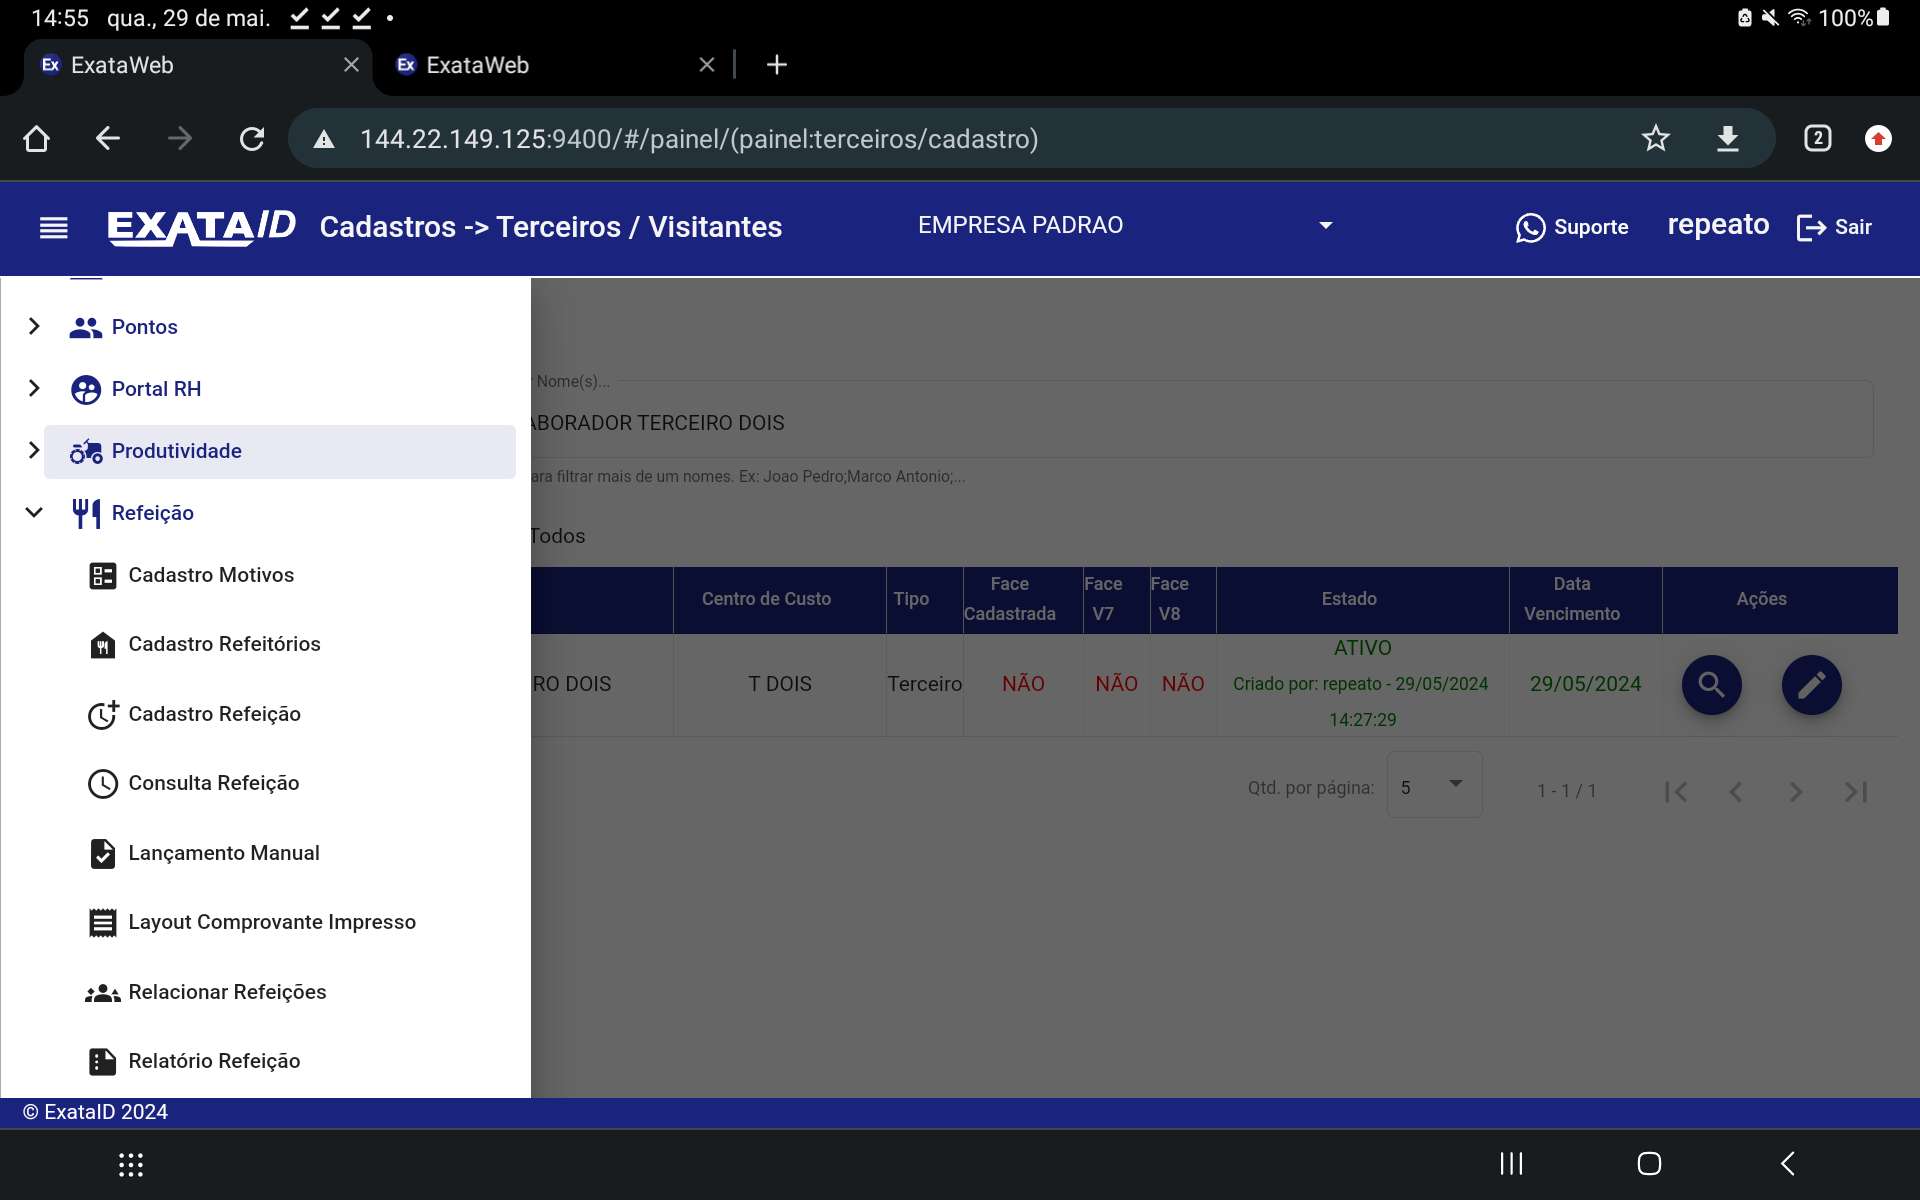 14:55 qua., 29 de mai.
100%
Ex ExataWeb
Ex ExataWeb
144.22.149.125:9400/#/painel/(painel:terceiros/cadastro)
2
EXATAID Cadastros -> Terceiros / Visitantes
EMPRESA PADRAO
Suporte
repeato
Sair
Pontos
Portal RH
Produtividade
Refeição
Cadastro Motivos
Cadastro Refeitórios
Cadastro Refeição
Consulta Refeição
Lançamento Manual
Layout Comprovante Impresso
Relacionar Refeições
Relatório Refeição
Nome(s)...
ABORADOR TERCEIRO DOIS
ara filtrar mais de um nomes. Ex: Joao Pedro;Marco Antonio;...
Todos
Centro de Custo
Tipo
Face Cadastrada
Face V7
Face V8
Estado
Data Vencimento
Ações
RO DOIS
T DOIS
Terceiro
NÃO
NÃO
NÃO
ATIVO
Criado por: repeato - 29/05/2024
14:27:29
29/05/2024
Qtd. por página: 5
1 - 1 / 1
© ExataID 2024